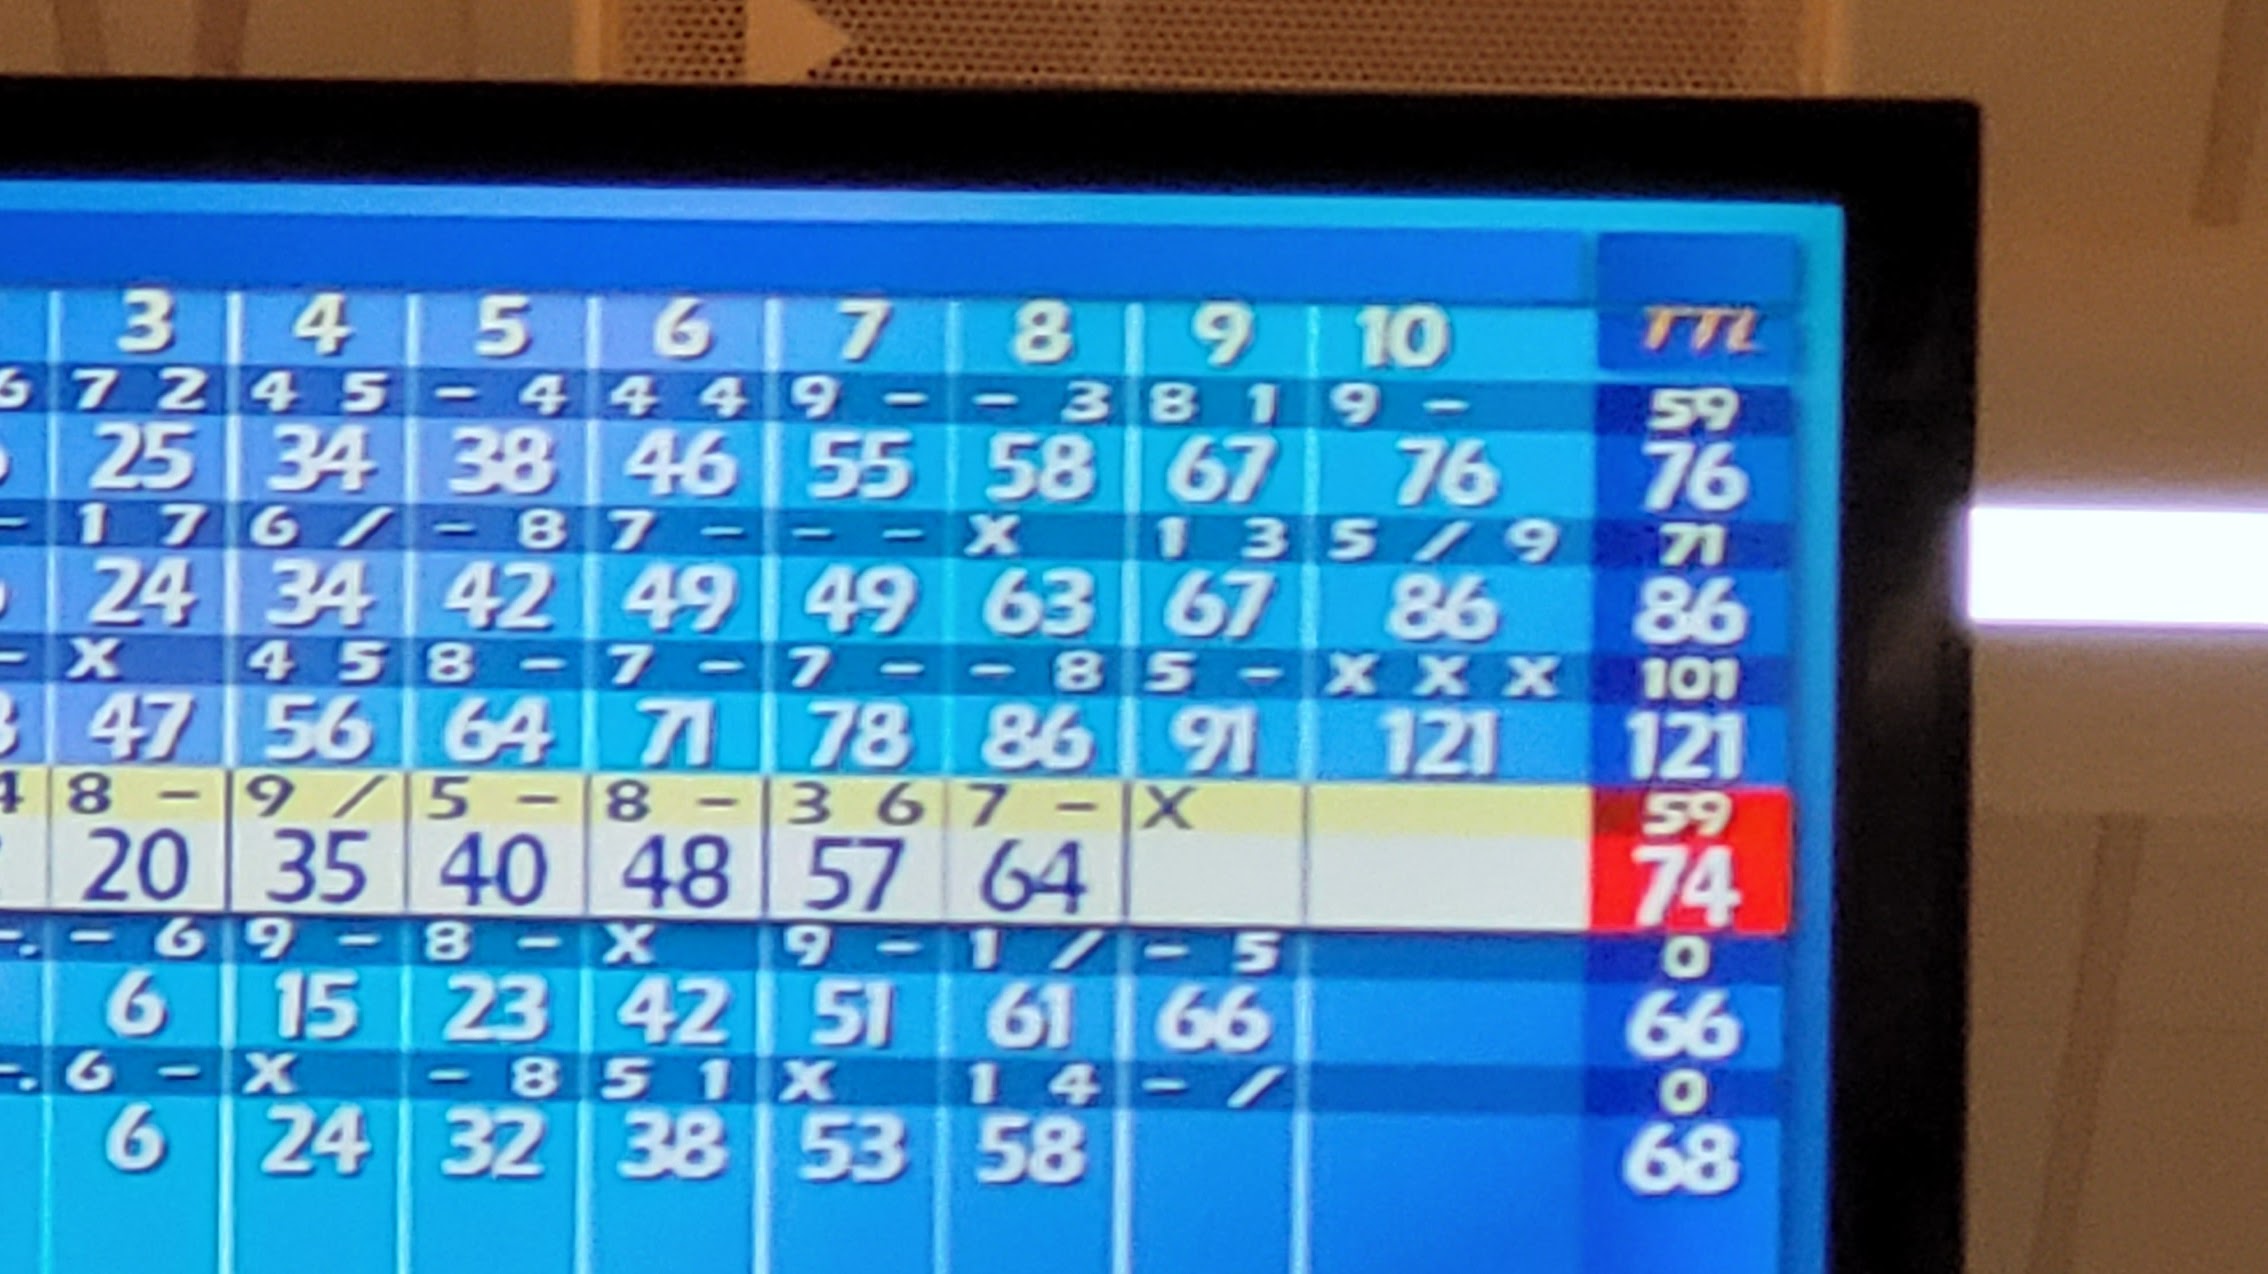 3 4 5 6 7 8 9 10 TTL
6 7 2 4 5 - 4 4 4 9 - - 3 8 1 9 - 59
25 34 38 46 55 58 67 76 76
- 1 7 6 / - 8 7 - - - X 1 3 5 / 9 71
24 34 42 49 49 63 67 86 86
- X 4 5 8 - 7 - 7 - - 8 5 - X X X 101
47 56 64 71 78 86 91 121 121
4 8 - 9 / 5 - 8 - 3 6 7 - X 59
20 35 40 48 57 64 74
-. - 6 9 - 8 - X 9 - 1 / - 5 0
6 15 23 42 51 61 66 66
-. 6 - X - 8 5 1 X 1 4 - / 0
6 24 32 38 53 58 68